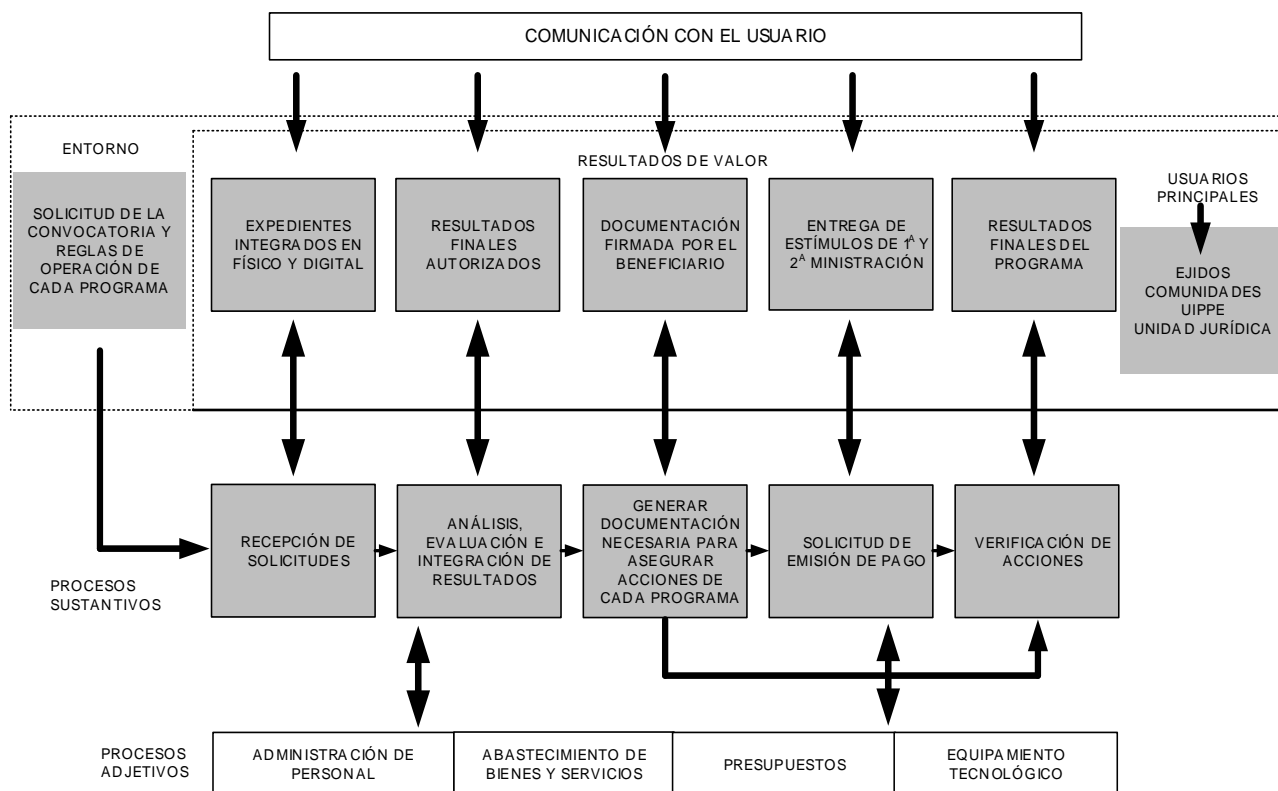 COMUNICACIÓN CON EL USUARIO
ENTORNO
SOLICITUD DE LA
CONVOCATORIA Y
REGLAS DE
OPERACIÓN DE
CADA PROGRAMA
RESULTADOS DE VALOR
EXPEDIENTES
INTEGRADOS EN
FÍSICO Y DIGITAL
RESULTADOS
FINALES
AUTORIZADOS
DOCUMENTACIÓN
FIRMADA POR EL
BENEFICIARIO
ENTREGA DE
ESTÍMULOS DE 1ᴬ Y
2ᴬ MINISTRACIÓN
RESULTADOS
FINALES DEL
PROGRAMA
USUARIOS
PRINCIPALES
EJIDOS
COMUNIDADES
UIPPE
UNIDAD JURÍDICA
PROCESOS
SUSTANTIVOS
RECEPCIÓN DE
SOLICITUDES
ANÁLISIS,
EVALUACIÓN E
INTEGRACIÓN DE
RESULTADOS
GENERAR
DOCUMENTACIÓN
NECESARIA PARA
ASEGURAR
ACCIONES DE
CADA PROGRAMA
SOLICITUD DE
EMISIÓN DE PAGO
VERIFICACIÓN DE
ACCIONES
PROCESOS
ADJETIVOS
ADMINISTRACIÓN DE
PERSONAL
ABASTECIMIENTO DE
BIENES Y SERVICIOS
PRESUPUESTOS
EQUIPAMIENTO
TECNOLÓGICO